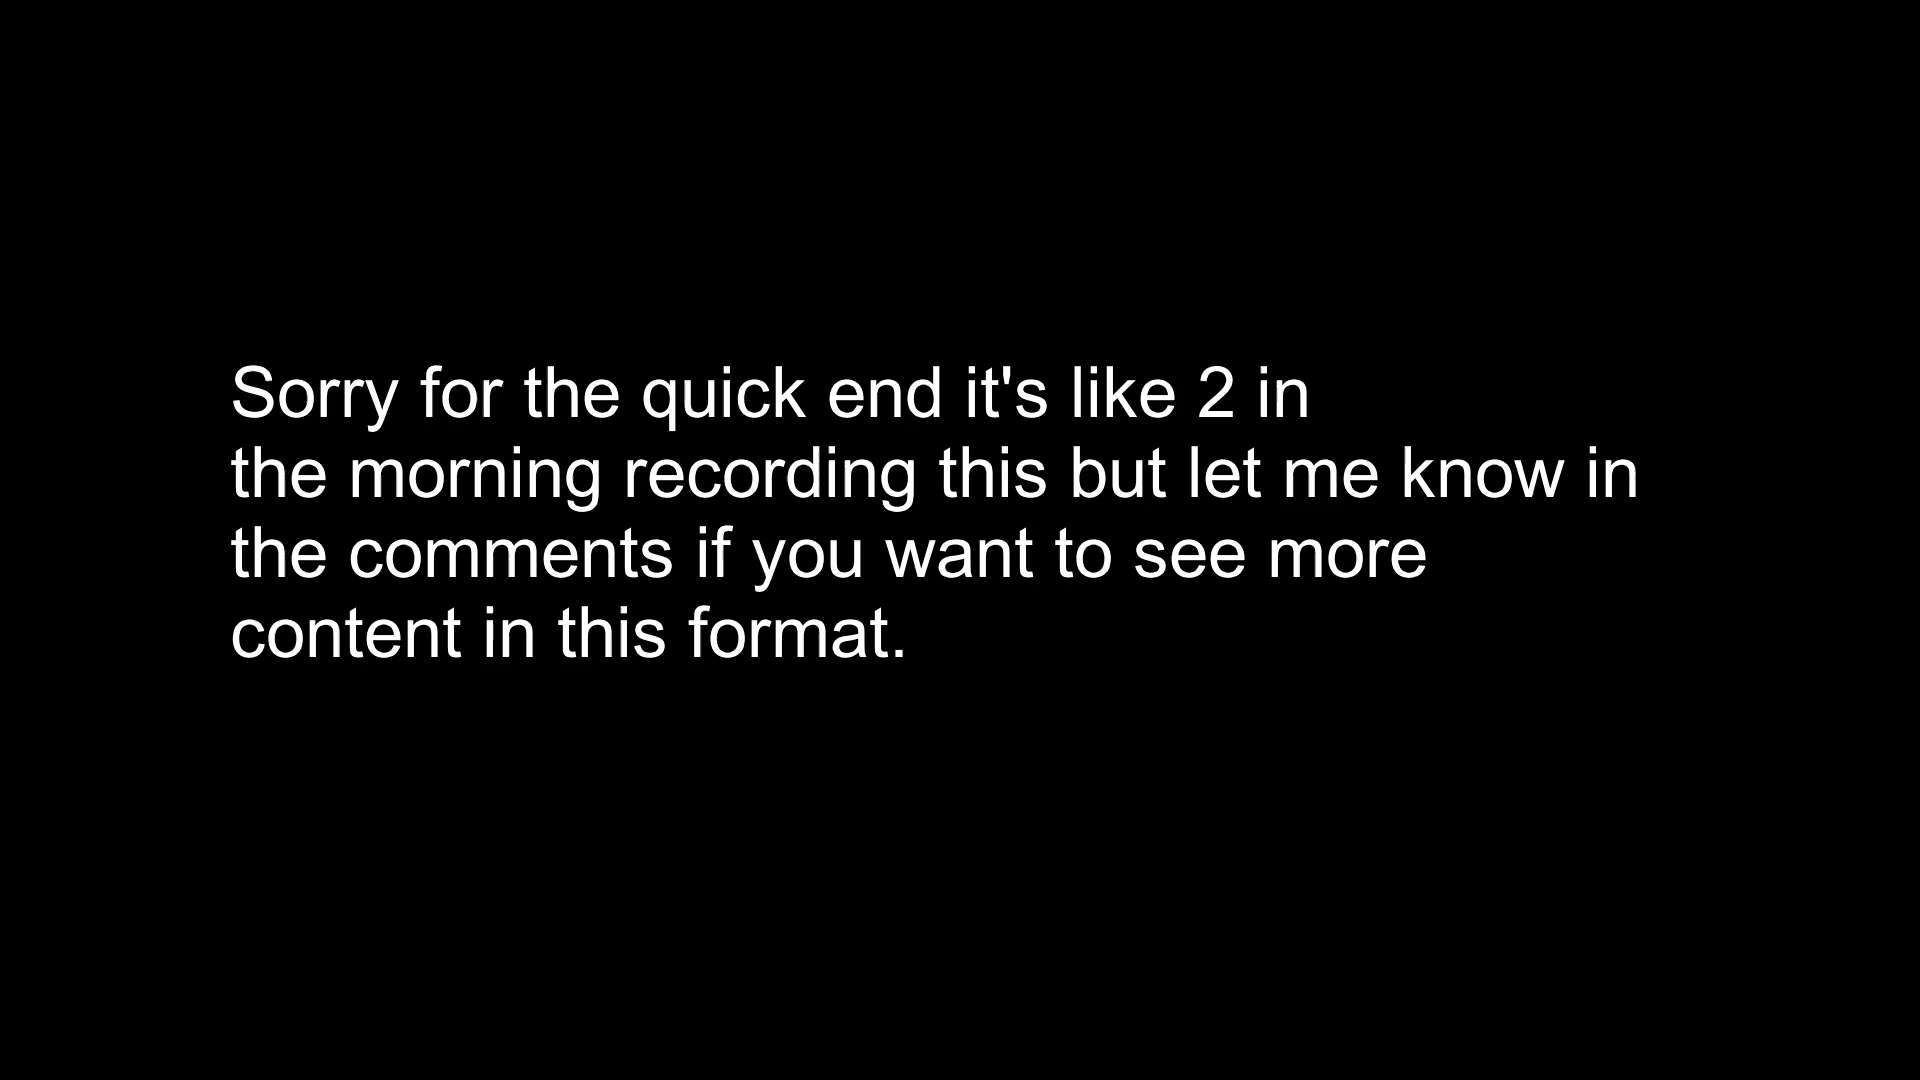 Sorry for the quick end it's like 2 in
the morning recording this but let me know in
the comments if you want to see more
content in this format.